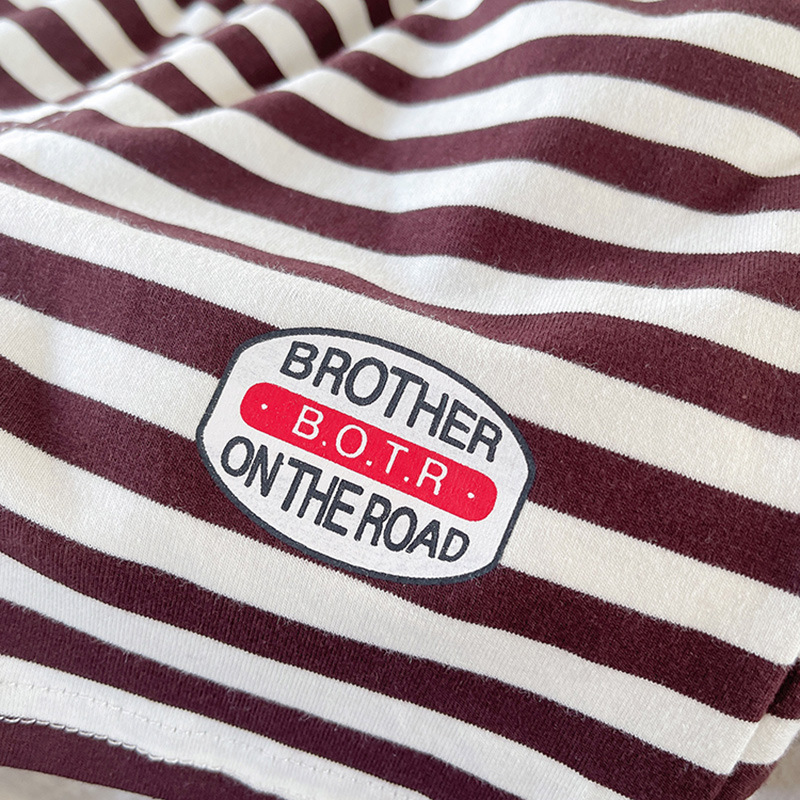 BROTHER
· B.O.T.R ·
ON THE ROAD